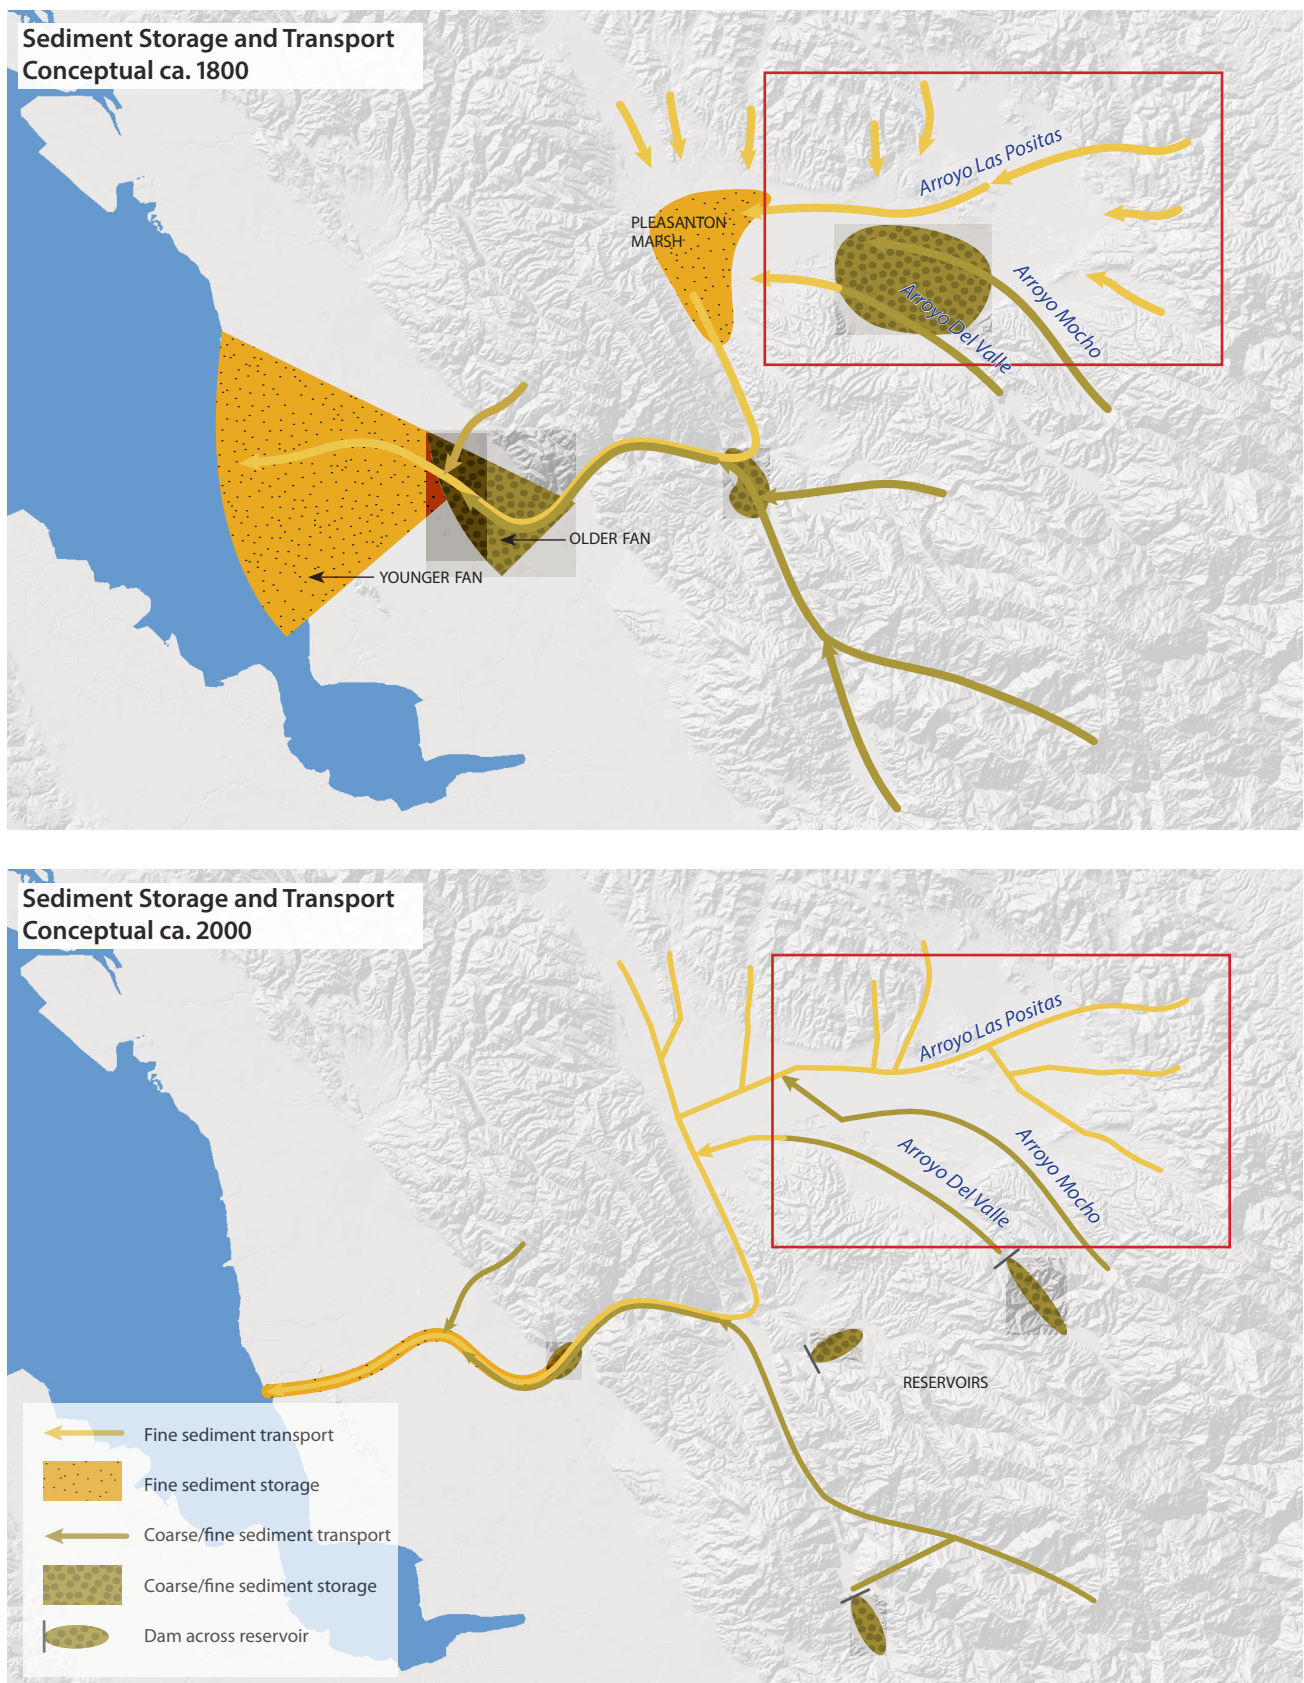 Sediment Storage and Transport
Conceptual ca. 1800
Arroyo Las Positas
PLEASANTON
MARSH
Arroyo Mocho
Arroyo Del Valle
OLDER FAN
YOUNGER FAN
Sediment Storage and Transport
Conceptual ca. 2000
Arroyo Las Positas
Arroyo Mocho
Arroyo Del Valle
RESERVOIRS
Fine sediment transport
Fine sediment storage
Coarse/fine sediment transport
Coarse/fine sediment storage
Dam across reservoir